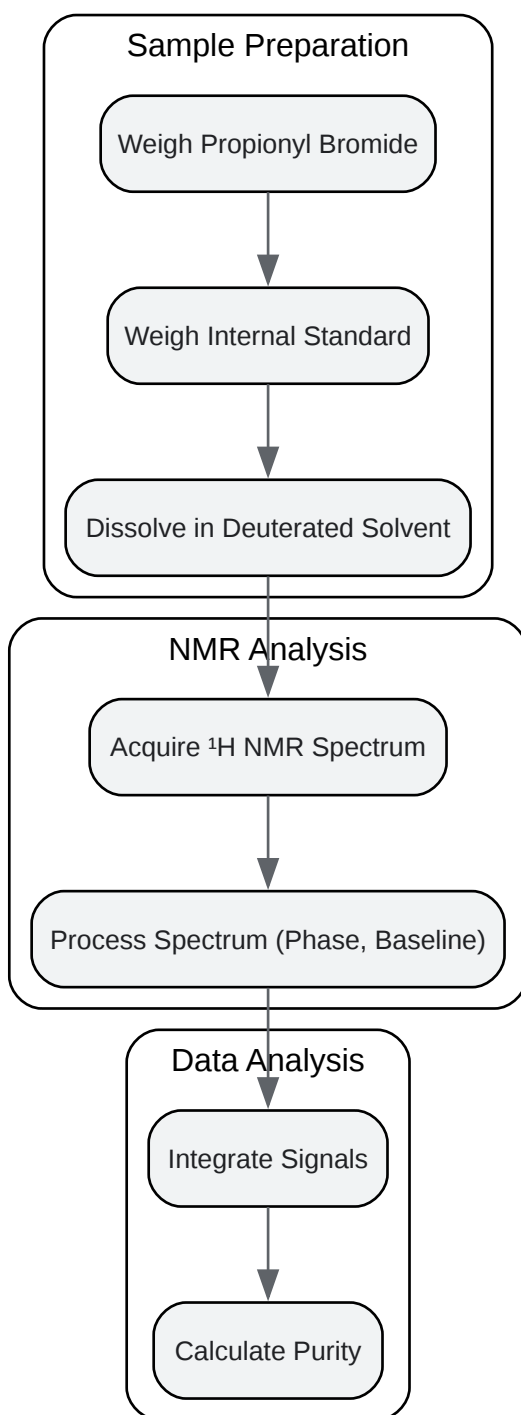 Sample Preparation
Weigh Propionyl Bromide
Weigh Internal Standard
Dissolve in Deuterated Solvent
NMR Analysis
Acquire ¹H NMR Spectrum
Process Spectrum (Phase, Baseline)
Data Analysis
Integrate Signals
Calculate Purity